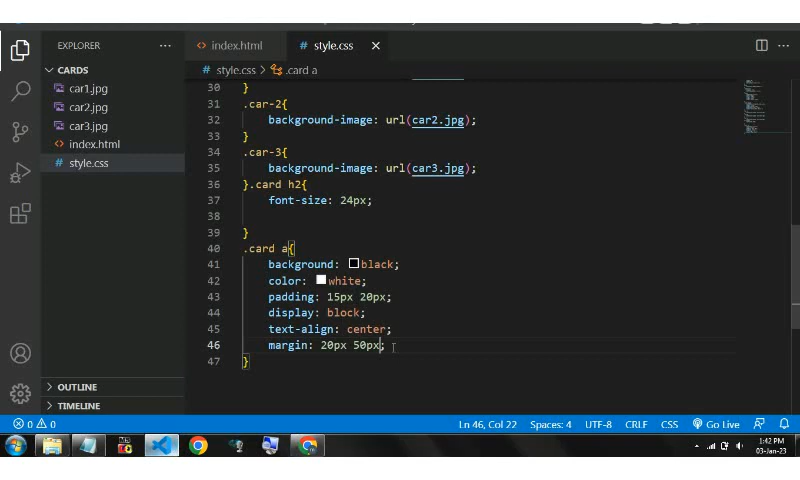 EXPLORER
index.html
style.css
CARDS
style.css > .card a
car1.jpg
car2.jpg
car3.jpg
index.html
style.css
30 }
31 .car-2{
32 background-image: url(car2.jpg);
33 }
34 .car-3{
35 background-image: url(car3.jpg);
36 }.card h2{
37 font-size: 24px;
38
39 }
40 .card a{
41 background: black;
42 color: white;
43 padding: 15px 20px;
44 display: block;
45 text-align: center;
46 margin: 20px 50px;
47 }
OUTLINE
TIMELINE
0 0 Ln 46, Col 22 Spaces: 4 UTF-8 CRLF CSS Go Live
1:42 PM
03-Jan-23